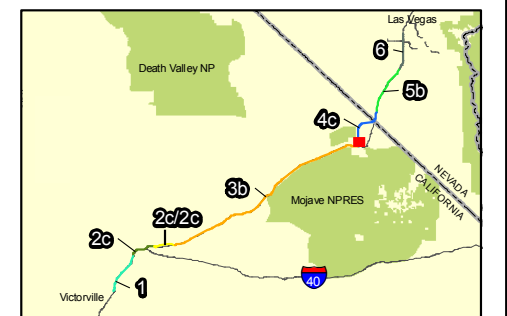 Las Vegas
6
Death Valley NP
5b
4c
NEVADA
CALIFORNIA
3b
Mojave NPRES
2c/2c
2c
40
1
Victorville